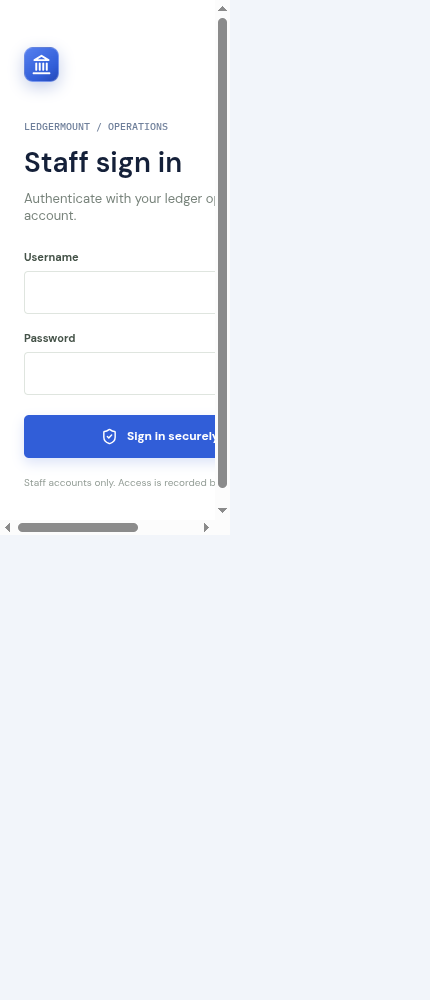 LEDGERMOUNT / OPERATIONS
Staff sign in
Authenticate with your ledger
account.
Username
Password
Sign in securely
Staff accounts only. Access is recorded